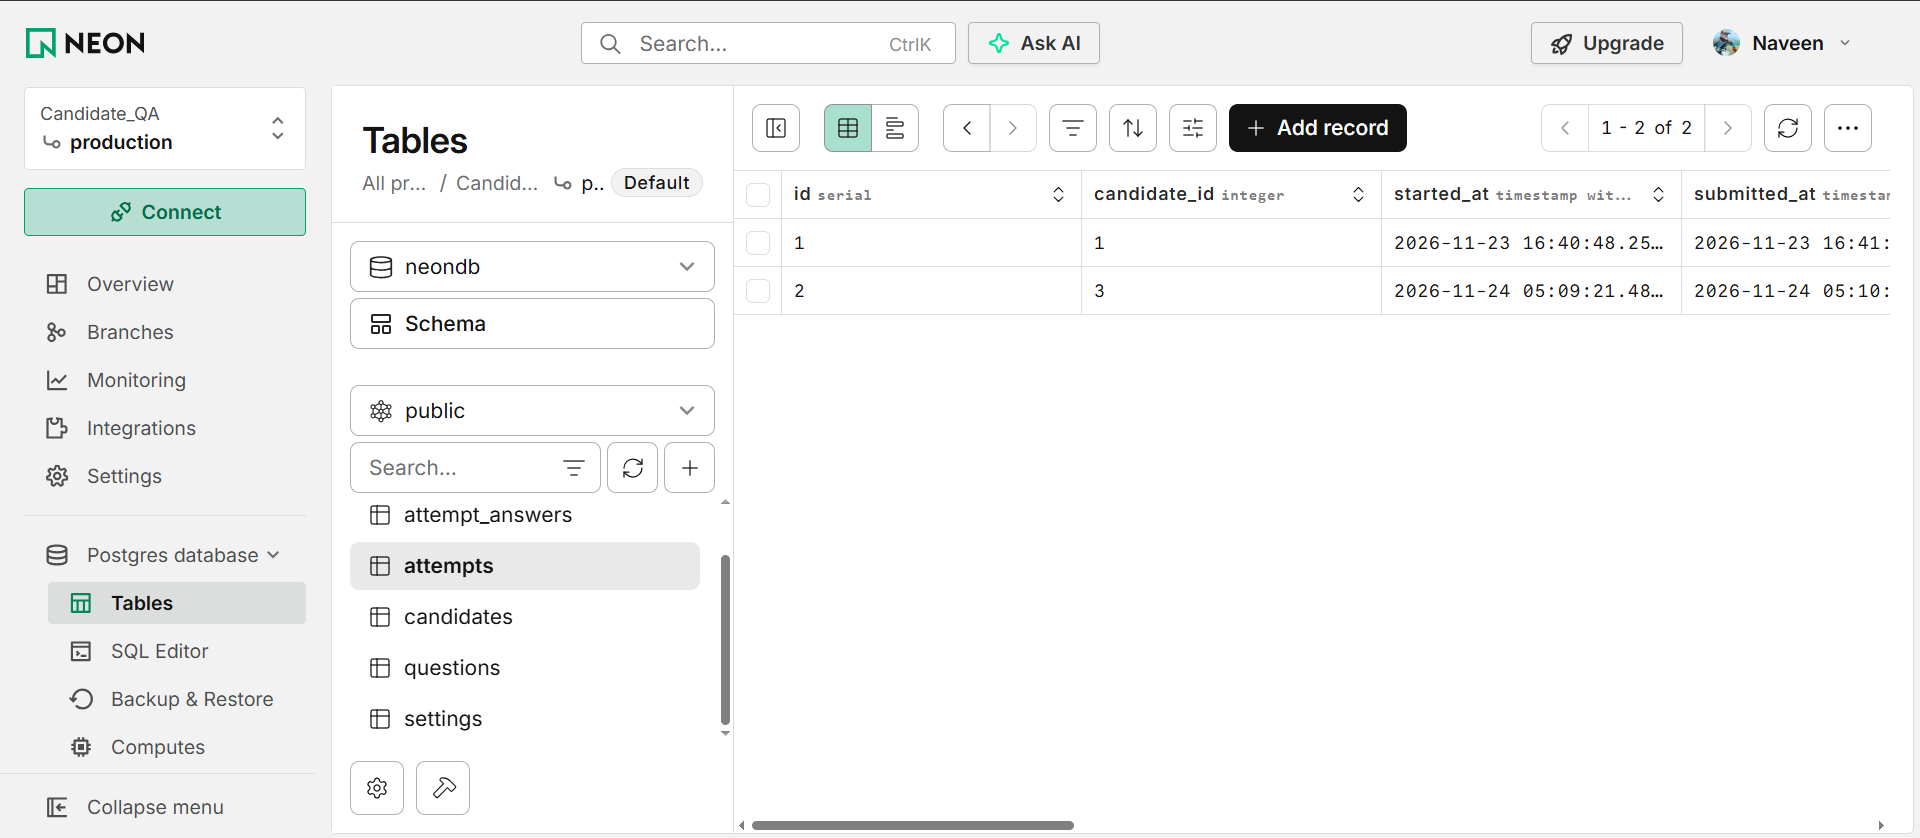 NEON
Search...
CtrlK
Ask AI
Upgrade
Naveen
Candidate_QA
production
Connect
Overview
Branches
Monitoring
Integrations
Settings
Postgres database
Tables
SQL Editor
Backup & Restore
Computes
Collapse menu
Tables
All pr... / Candid... p.. Default
neondb
Schema
public
Search...
attempt_answers
attempts
candidates
questions
settings
Add record
1 - 2 of 2
id serial candidate_id integer started_at timestamp wit... submitted_at timestam
1 1 2026-11-23 16:40:48.25... 2026-11-23 16:41:
2 3 2026-11-24 05:09:21.48... 2026-11-24 05:10: